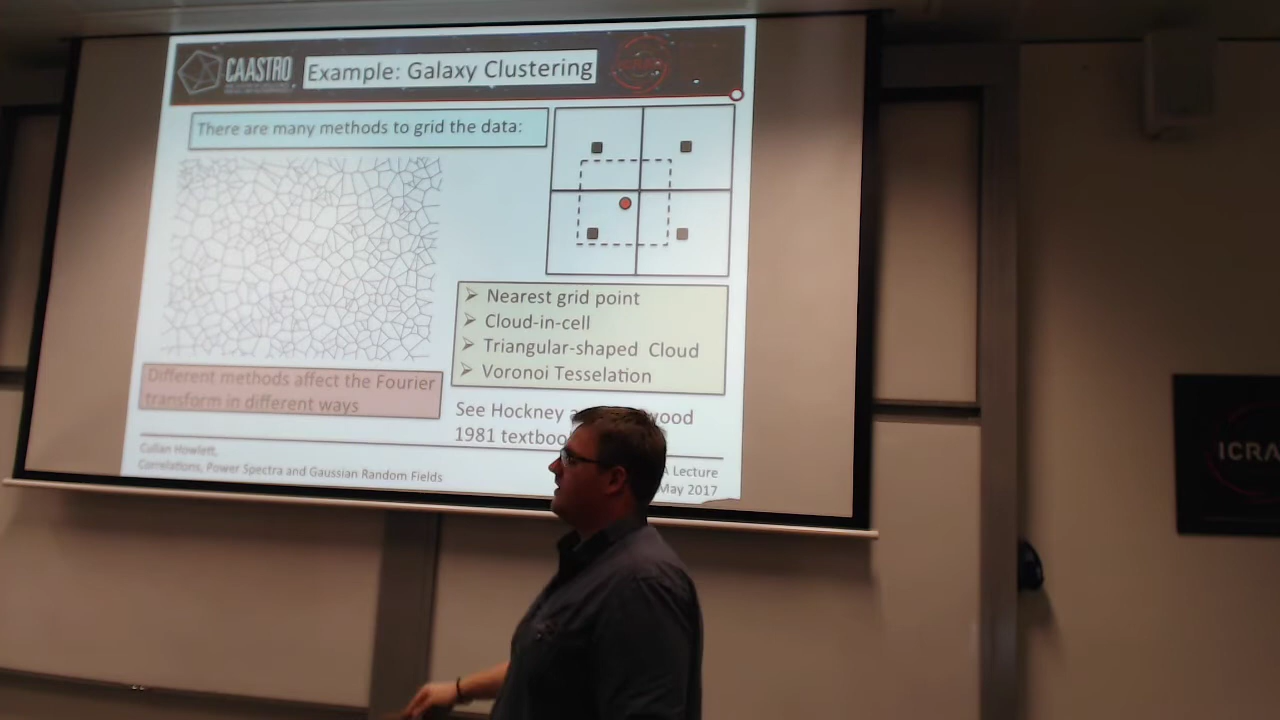 CAASTRO
Example: Galaxy Clustering
There are many methods to grid the data:
➢ Nearest grid point
➢ Cloud-in-cell
➢ Triangular-shaped Cloud
➢ Voronoi Tesselation
Different methods affect the Fourier
transform in different ways
See Hockney a wood
1981 textboo
Cullan Howlett,
Correlations, Power Spectra and Gaussian Random Fields
A Lecture
May 2017
ICRA